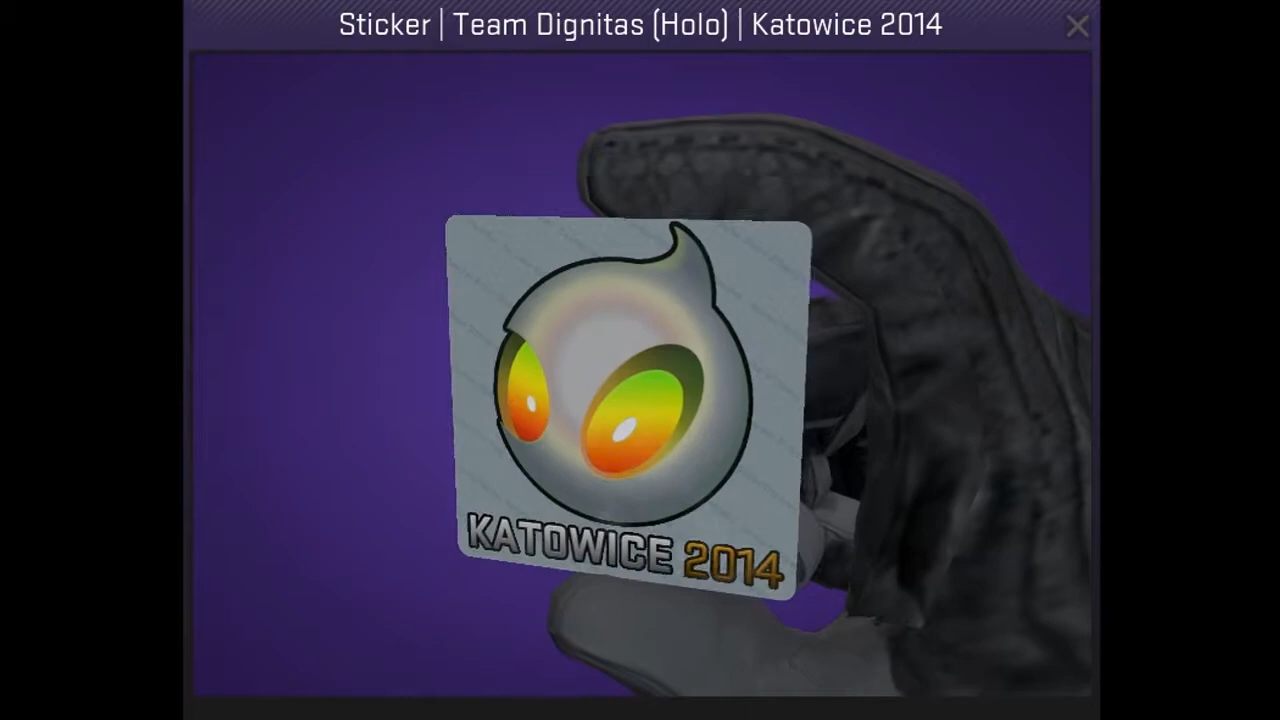 Sticker | Team Dignitas (Holo) | Katowice 2014
KATOWICE 2014